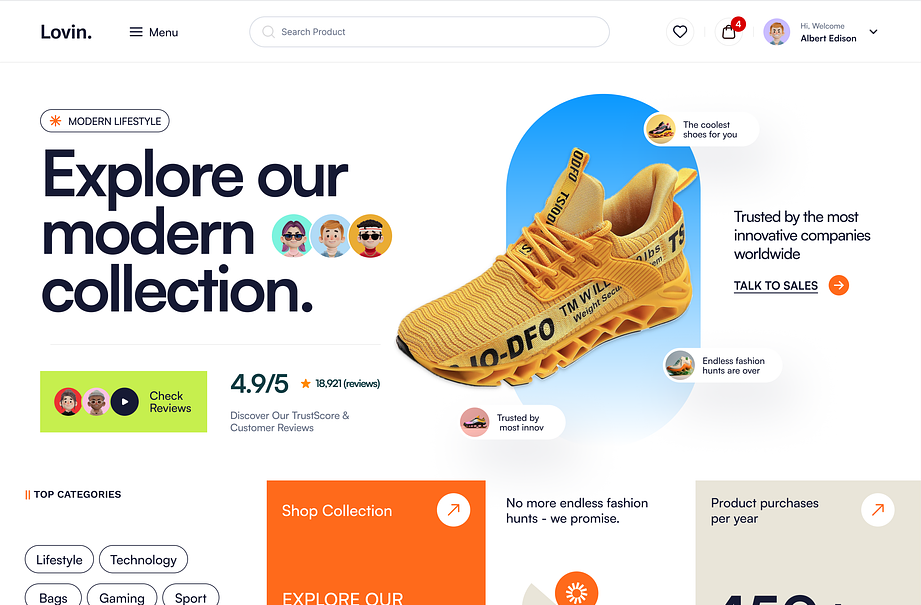 Lovin.
Menu
Search Product
4
Hi, Welcome
Albert Edison
MODERN LIFESTYLE
Explore our
modern
collection.
The coolest
shoes for you
Trusted by the most
innovative companies
worldwide
TALK TO SALES
Endless fashion
hunts are over
Trusted by
most innov
Check
Reviews
4.9/5
18,921 (reviews)
Discover Our TrustScore &
Customer Reviews
|| TOP CATEGORIES
Lifestyle
Technology
Bags
Gaming
Sport
Shop Collection
EXPLORE OUR
No more endless fashion
hunts - we promise.
Product purchases
per year